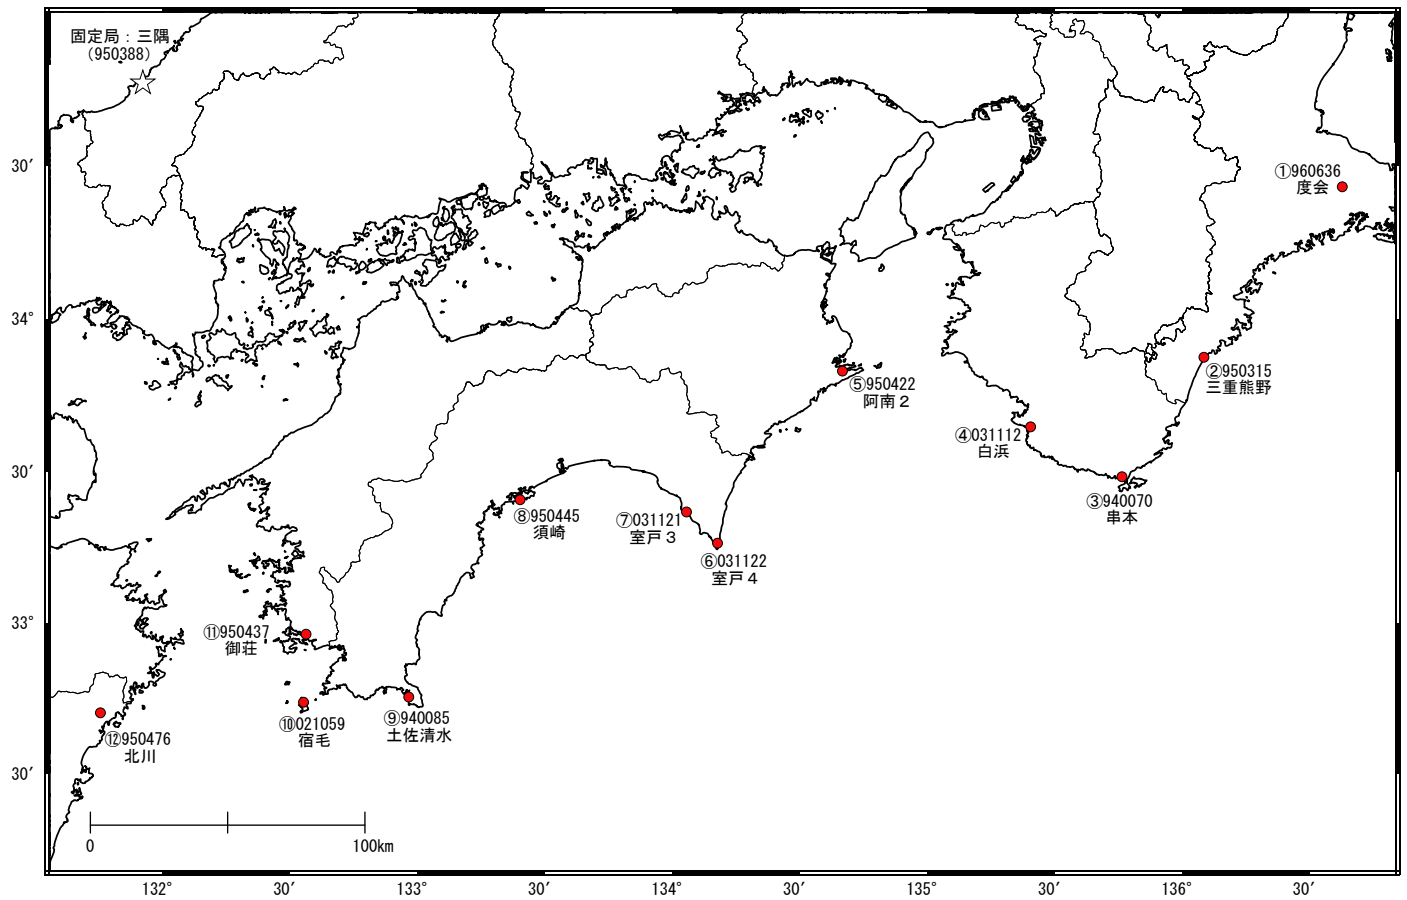 固定局：三隅
（950388）
①960636
度会
②950315
三重熊野
③940070
串本
④031112
白浜
⑤950422
阿南２
⑥031122
室戸４
⑦031121
室戸３
⑧950445
須崎
⑨940085
土佐清水
⑩021059
宿毛
⑪950437
御荘
⑫950476
北川
30′
34°
30′
33°
30′
0
100km
132°
30′
133°
30′
134°
30′
135°
30′
136°
30′